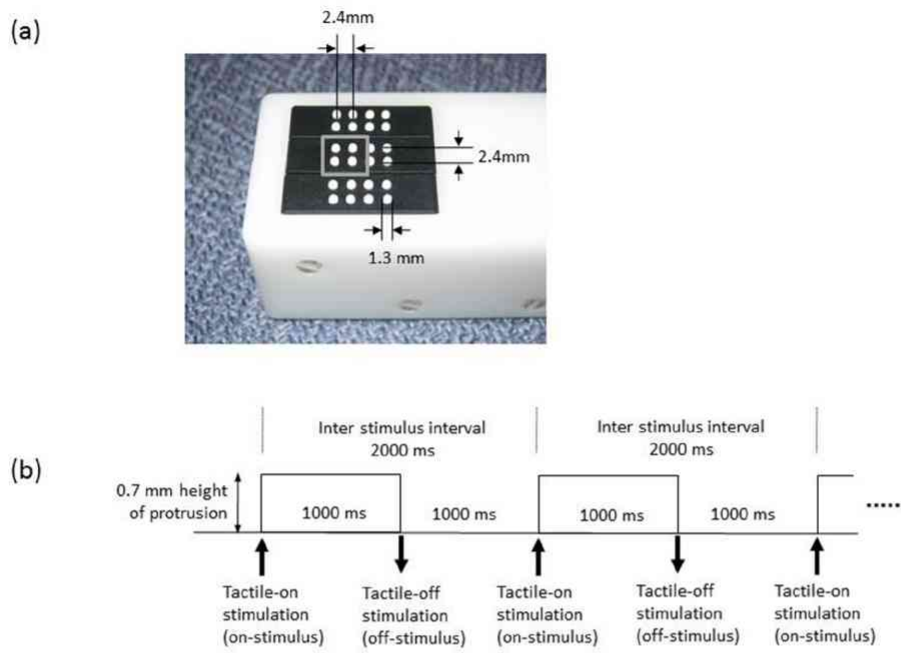 (a)
2.4mm
2.4mm
1.3 mm
(b)
Inter stimulus interval
2000 ms
Inter stimulus interval
2000 ms
0.7 mm height
of protrusion
1000 ms
1000 ms
1000 ms
1000 ms
.....
Tactile-on
stimulation
(on-stimulus)
Tactile-off
stimulation
(off-stimulus)
Tactile-on
stimulation
(on-stimulus)
Tactile-off
stimulation
(off-stimulus)
Tactile-on
stimulation
(on-stimulus)